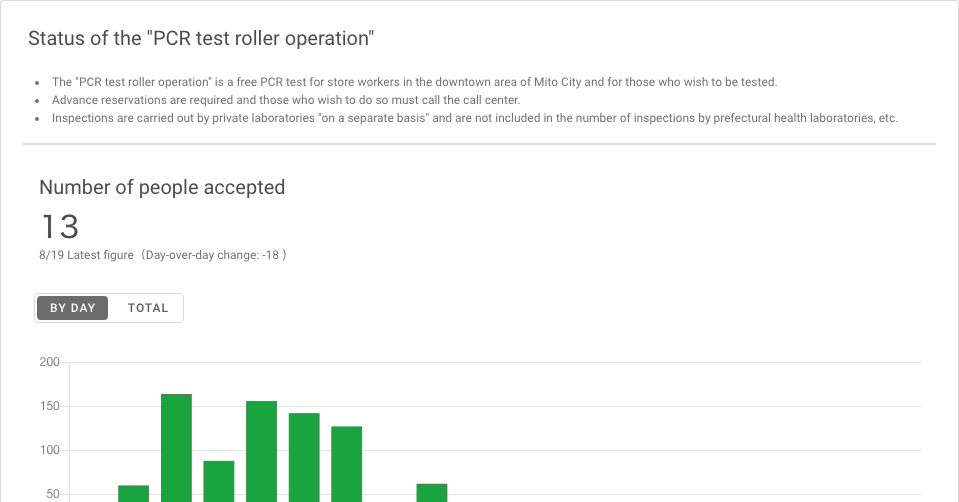 Status of the "PCR test roller operation"
The "PCR test roller operation" is a free PCR test for store workers in the downtown area of Mito City and for those who wish to be tested.
Advance reservations are required and those who wish to do so must call the call center.
Inspections are carried out by private laboratories "on a separate basis" and are not included in the number of inspections by prefectural health laboratories, etc.
Number of people accepted
13
8/19 Latest figure（Day-over-day change: -18 ）
BY DAY TOTAL
200
150
100
50